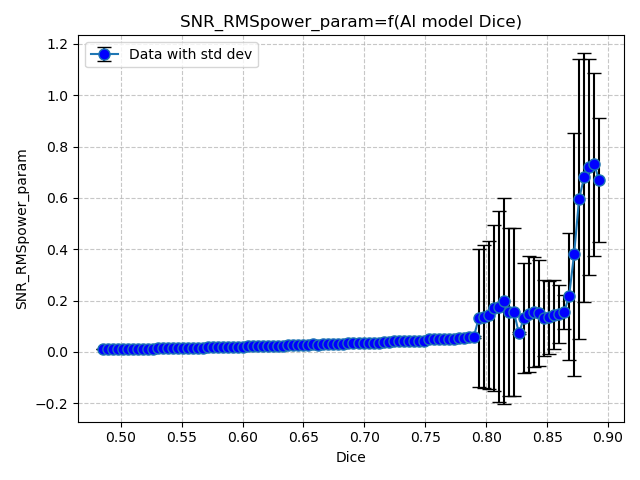 SNR_RMSpower_param=f(AI model Dice)
Data with std dev
SNR_RMSpower_param
1.2
1.0
0.8
0.6
0.4
0.2
0.0
−0.2
0.50 0.55 0.60 0.65 0.70 0.75 0.80 0.85 0.90
Dice